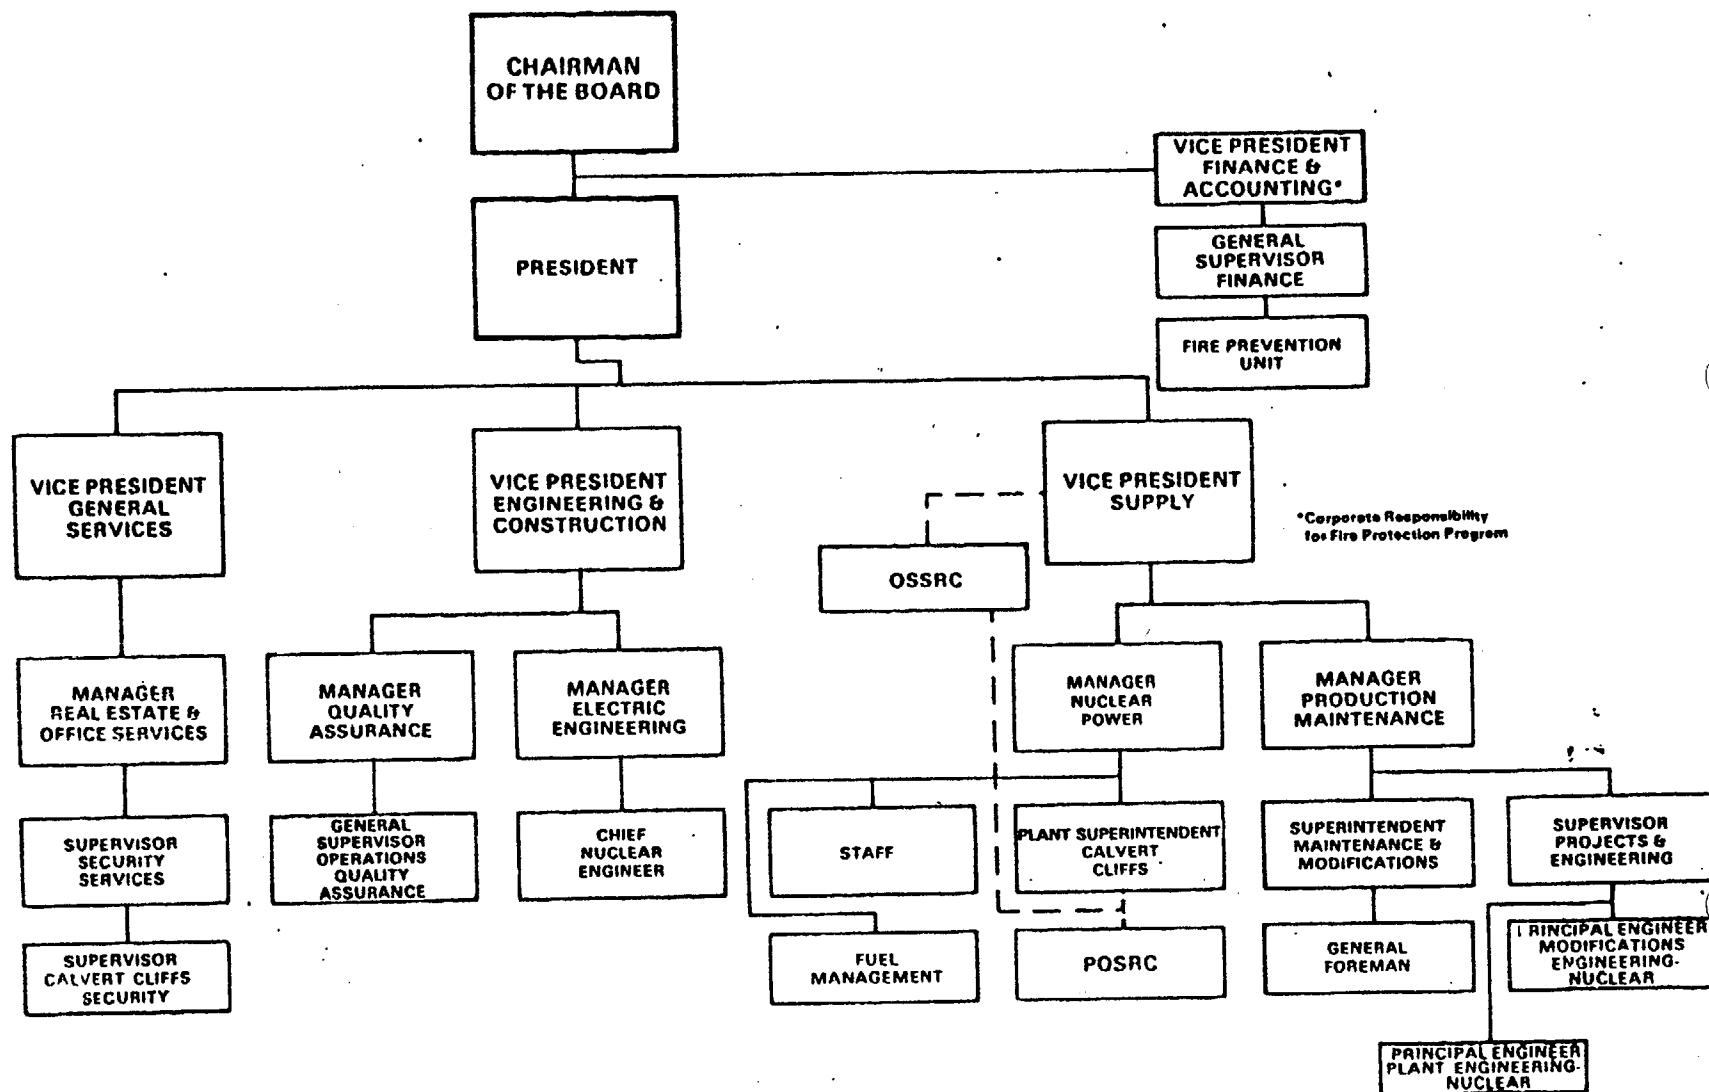 CHAIRMAN
OF THE BOARD
VICE PRESIDENT
FINANCE &
ACCOUNTING*
PRESIDENT
GENERAL
SUPERVISOR
FINANCE
FIRE PREVENTION
UNIT
VICE PRESIDENT
GENERAL
SERVICES
VICE PRESIDENT
ENGINEERING &
CONSTRUCTION
VICE PRESIDENT
SUPPLY
*Corporate Responsibility
for Fire Protection Program
OSSRC
MANAGER
REAL ESTATE &
OFFICE SERVICES
MANAGER
QUALITY
ASSURANCE
MANAGER
ELECTRIC
ENGINEERING
MANAGER
NUCLEAR
POWER
MANAGER
PRODUCTION
MAINTENANCE
SUPERVISOR
SECURITY
SERVICES
GENERAL
SUPERVISOR
OPERATIONS
QUALITY
ASSURANCE
CHIEF
NUCLEAR
ENGINEER
STAFF
PLANT SUPERINTENDENT
CALVERT
CLIFFS
SUPERINTENDENT
MAINTENANCE &
MODIFICATIONS
SUPERVISOR
PROJECTS &
ENGINEERING
SUPERVISOR
CALVERT CLIFFS
SECURITY
FUEL
MANAGEMENT
POSRC
GENERAL
FOREMAN
PRINCIPAL ENGINEER
MODIFICATIONS
ENGINEERING-
NUCLEAR
PRINCIPAL ENGINEER
PLANT ENGINEERING-
NUCLEAR